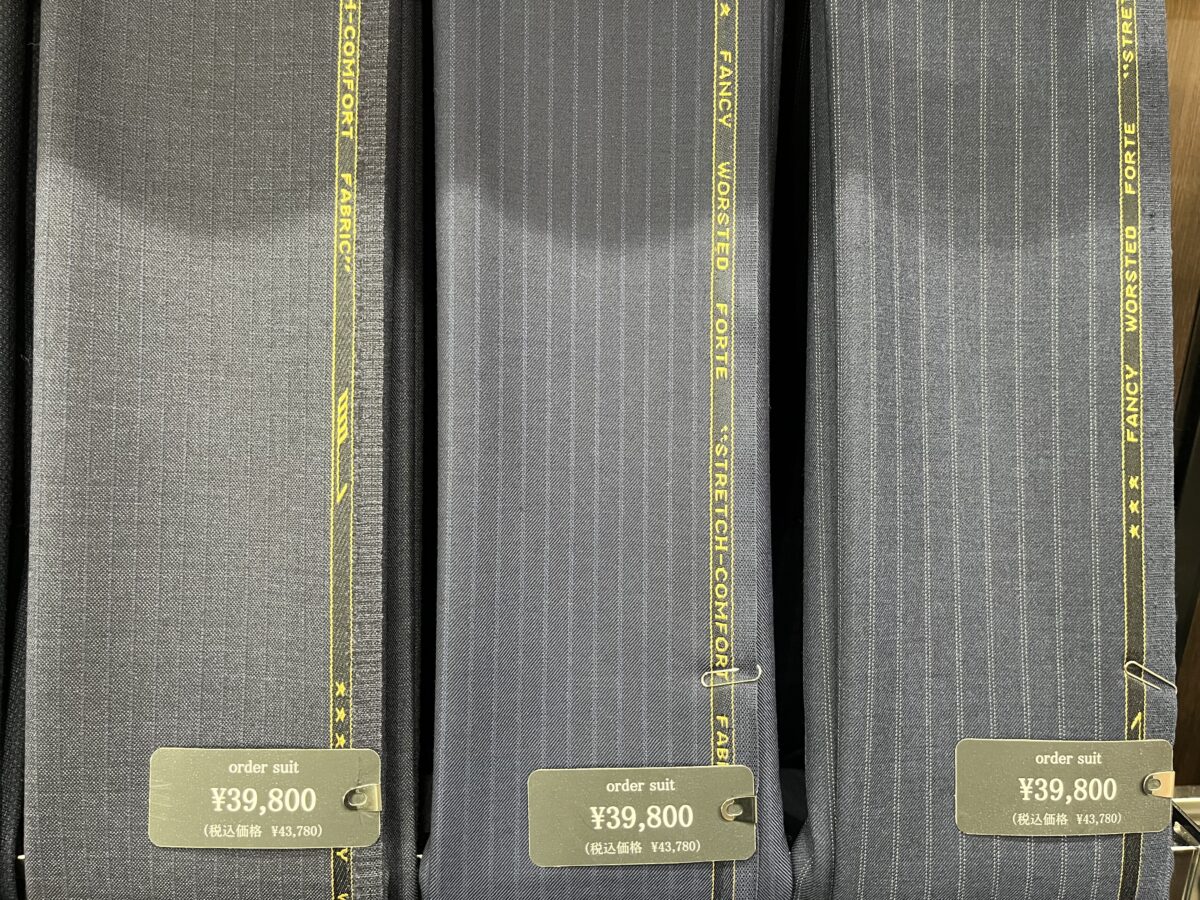 H-COMFORT FABRIC"
★★★
order suit
¥39,800
(税込価格 ¥43,780)
★ FANCY WORSTED FORTE "STRETCH-COMFORT FAB
order suit
¥39,800
(税込価格 ¥43,780)
★★★ FANCY WORSTED FORTE "STRET
order suit
¥39,800
(税込価格 ¥43,780)